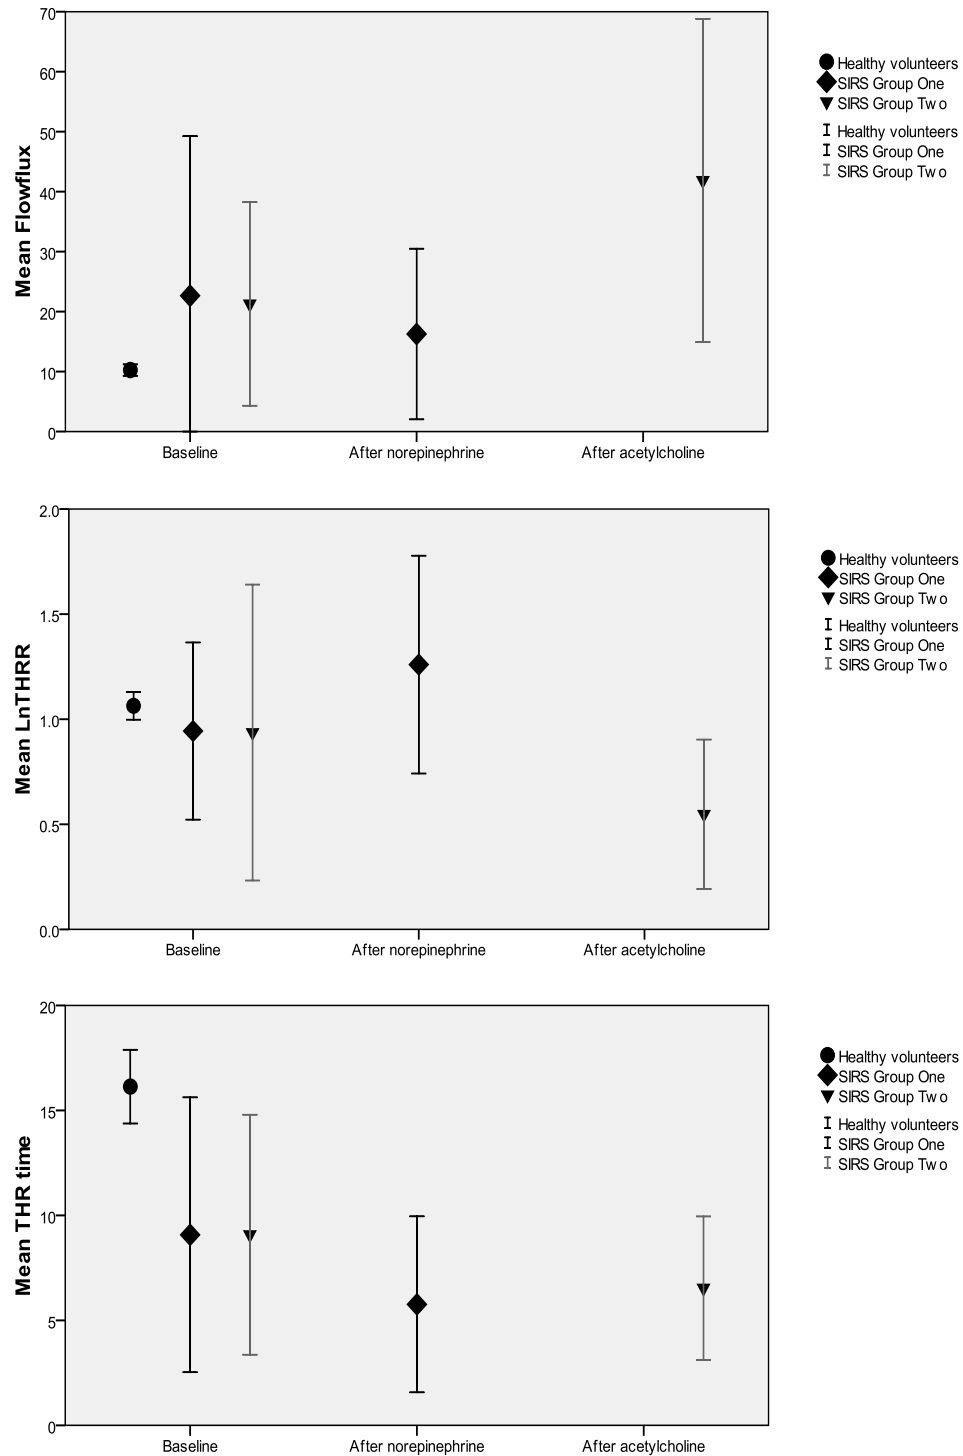 Mean Flowflux
70
60
50
40
30
20
10
0
Baseline
After norepinephrine
After acetylcholine
Healthy volunteers
SIRS Group One
SIRS Group Two
Healthy volunteers
SIRS Group One
SIRS Group Two
Mean LnTHRR
2.0
1.5
1.0
0.5
0.0
Baseline
After norepinephrine
After acetylcholine
Healthy volunteers
SIRS Group One
SIRS Group Two
Healthy volunteers
SIRS Group One
SIRS Group Two
Mean THR time
20
15
10
5
0
Baseline
After norepinephrine
After acetylcholine
Healthy volunteers
SIRS Group One
SIRS Group Two
Healthy volunteers
SIRS Group One
SIRS Group Two